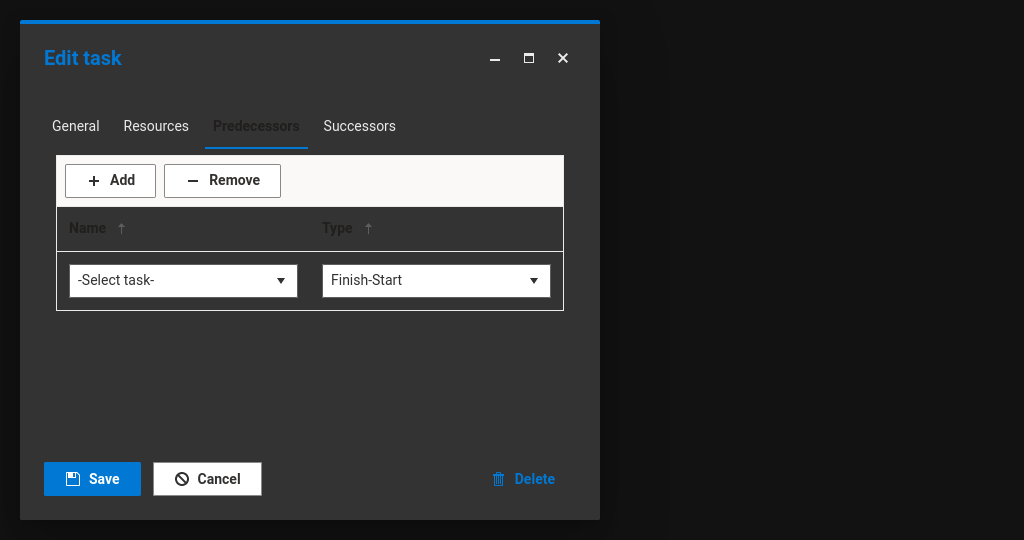 Edit task
General Resources Predecessors Successors
Add Remove
Name Type
-Select task- Finish-Start
Save Cancel Delete